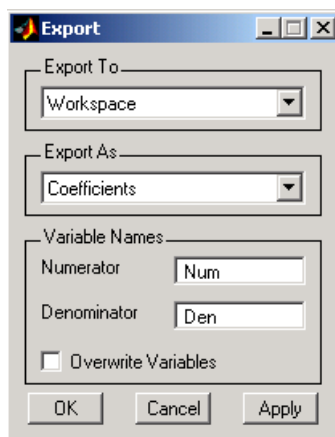 Export
Export To
Workspace
Export As
Coefficients
Variable Names
Numerator Num
Denominator Den
Overwrite Variables
OK Cancel Apply